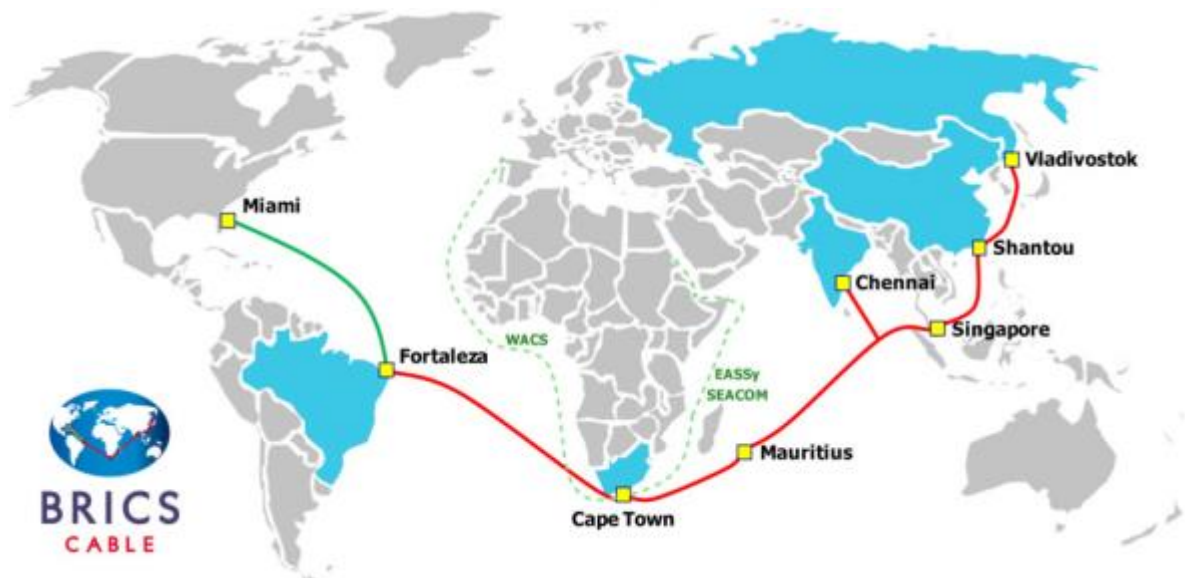 Vladivostok
Miami
Shantou
Chennai
Singapore
WACS
Fortaleza
EASSy
SEACOM
Mauritius
BRICS
CABLE
Cape Town